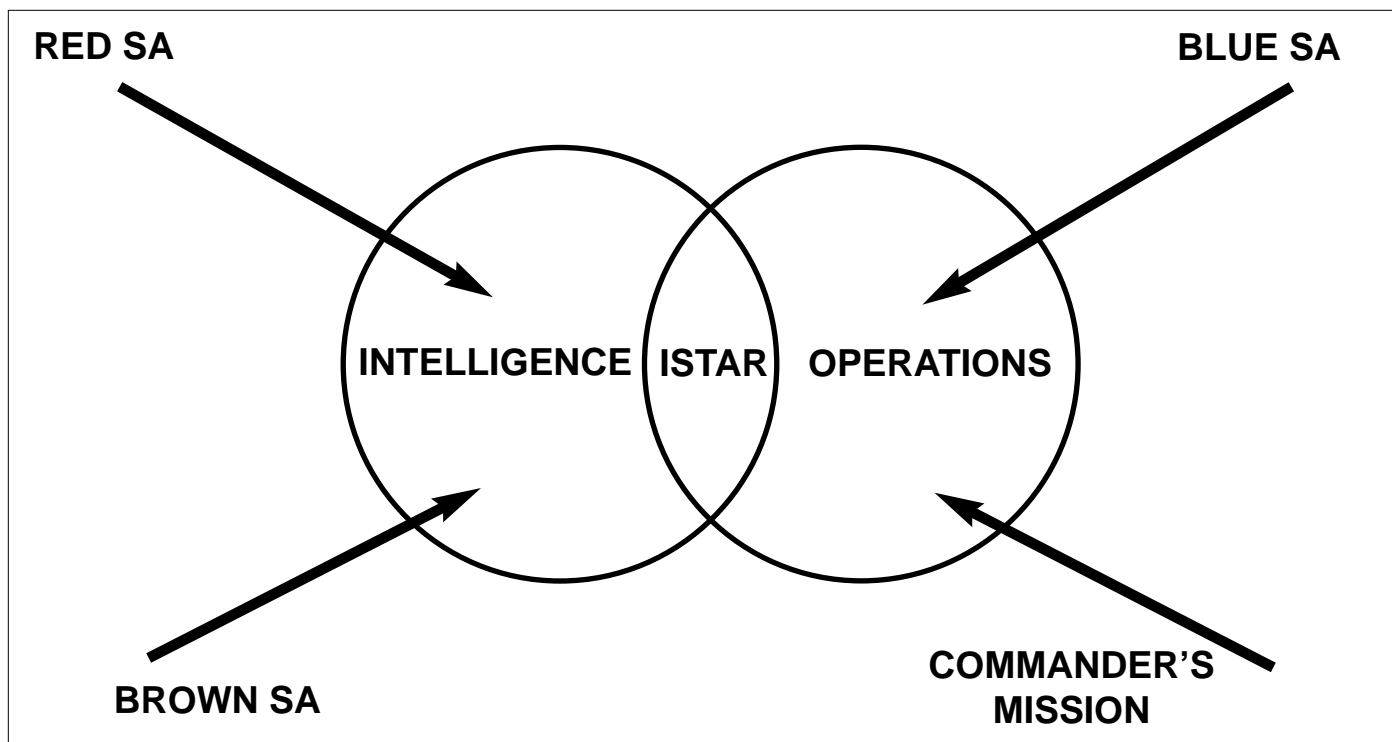 RED SA
BLUE SA
INTELLIGENCE
ISTAR
OPERATIONS
BROWN SA
COMMANDER’S
MISSION